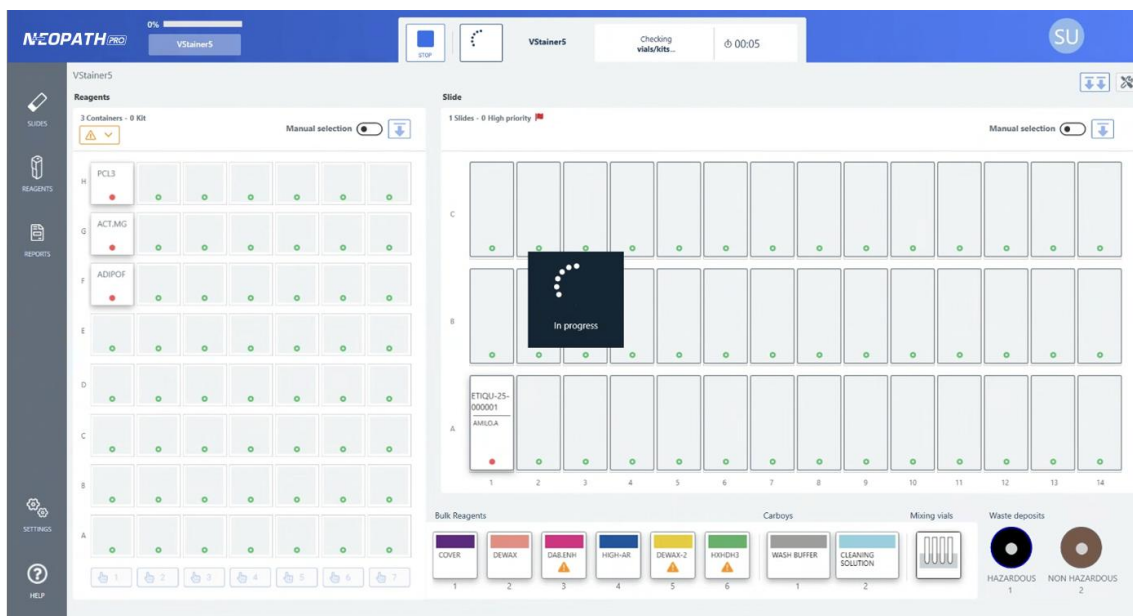 NEOPATH PRO
0%
VStainer5
STOP
VStainer5
Checking
vials/kits...
00:05
SU
SLIDES
REAGENTS
REPORTS
SETTINGS
HELP
VStainer5
Reagents
3 Containers - 0 Kit
Manual selection
H
PCL3
G
ACT.MG
F
ADIPOF
E
D
C
B
A
1 2 3 4 5 6 7
Slide
1 Slides - 0 High priority
Manual selection
C
B
In progress
A
ETIQU-25-
000001
AMILO.A
1 2 3 4 5 6 7 8 9 10 11 12 13 14
Bulk Reagents
COVER
DEWAX
DAB.ENH
HIGH-AR
DEWAX-2
HXHDH3
1 2 3 4 5 6
Carboys
WASH BUFFER
CLEANING
SOLUTION
1 2
Mixing vials
Waste deposits
HAZARDOUS
1
NON HAZARDOUS
2